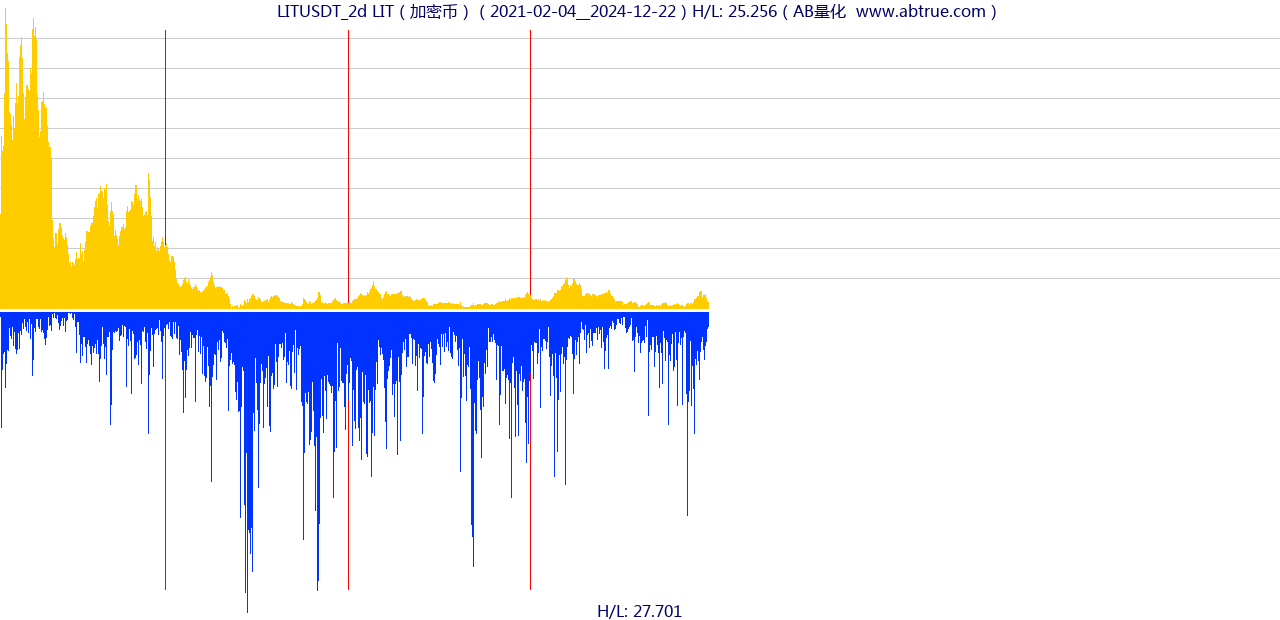 LITUSDT_2d LIT（加密币）（2021-02-04__2024-12-22）H/L: 25.256（AB量化  www.abtrue.com）
H/L: 27.701